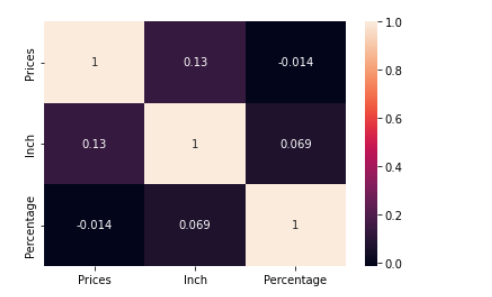 Prices
1
0.13
-0.014
Inch
0.13
1
0.069
Percentage
-0.014
0.069
1
Prices
Inch
Percentage
1.0
0.8
0.6
0.4
0.2
0.0